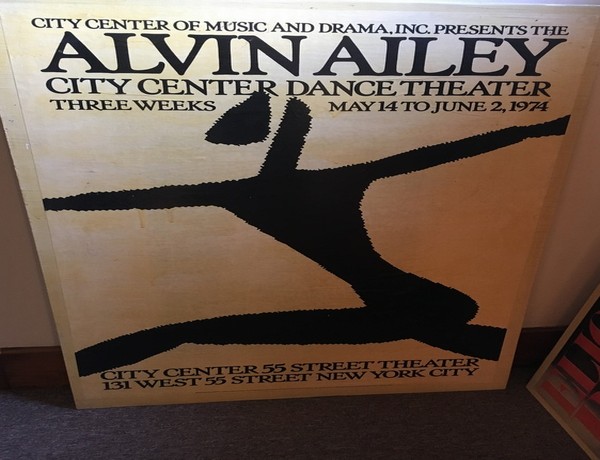 CITY CENTER OF MUSIC AND DRAMA, INC. PRESENTS THE
ALVIN AILEY
CITY CENTER DANCE THEATER
THREE WEEKS MAY 14 TO JUNE 2, 1974
CITY CENTER 55 STREET THEATER
131 WEST 55 STREET NEW YORK CITY